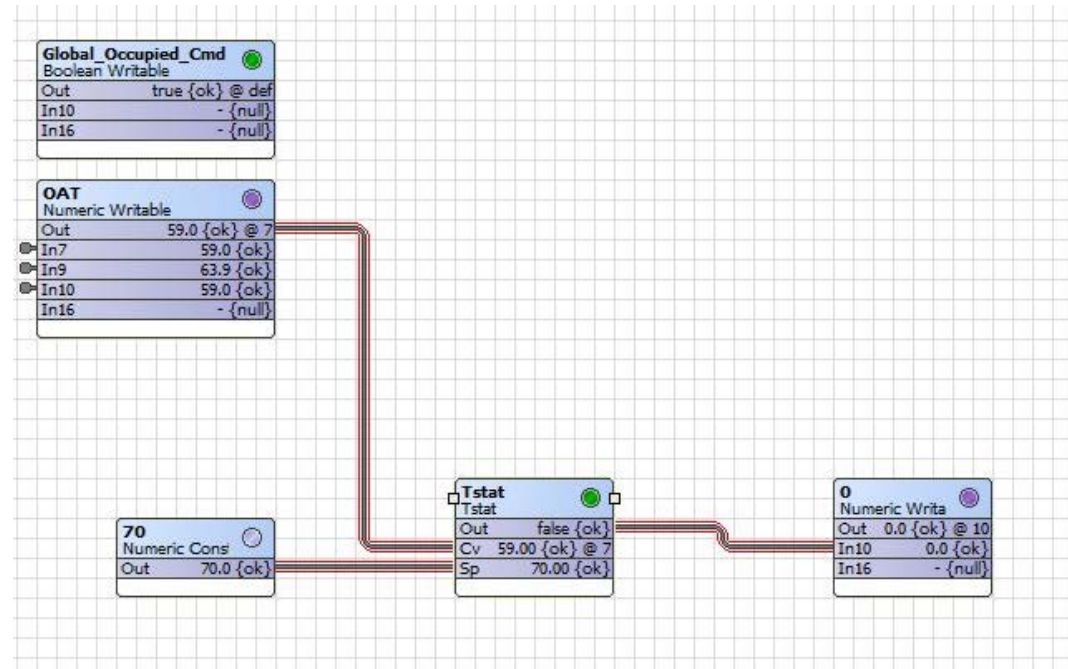 Global_Occupied_Cmd
Boolean Writable
Out true {ok} @ def
In10 - {null}
In16 - {null}
OAT
Numeric Writable
Out 59.0 {ok} @ 7
In7 59.0 {ok}
In9 63.9 {ok}
In10 59.0 {ok}
In16 - {null}
70
Numeric Cons
Out 70.0 {ok}
Tstat
Tstat
Out false {ok}
Cv 59.00 {ok} @ 7
Sp 70.00 {ok}
0
Numeric Writa
Out 0.0 {ok} @ 10
In10 0.0 {ok}
In16 - {null}